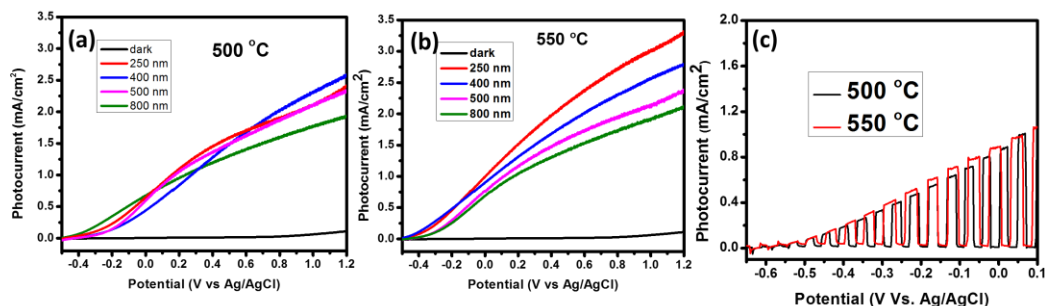 (a)
500 °C
dark
250 nm
400 nm
500 nm
800 nm
Photocurrent (mA/cm²)
3.5
3.0
2.5
2.0
1.5
1.0
0.5
0.0
-0.4 -0.2 0.0 0.2 0.4 0.6 0.8 1.0 1.2
Potential (V vs Ag/AgCl)
(b)
550 °C
dark
250 nm
400 nm
500 nm
800 nm
Photocurrent (mA/cm²)
3.5
3.0
2.5
2.0
1.5
1.0
0.5
0.0
-0.4 -0.2 0.0 0.2 0.4 0.6 0.8 1.0 1.2
Potential (V vs Ag/AgCl)
(c)
500 °C
550 °C
Photocurrent (mA/cm²)
2.0
1.6
1.2
0.8
0.4
0.0
-0.6 -0.5 -0.4 -0.3 -0.2 -0.1 0.0 0.1
Potential (V Vs. Ag/AgCl)